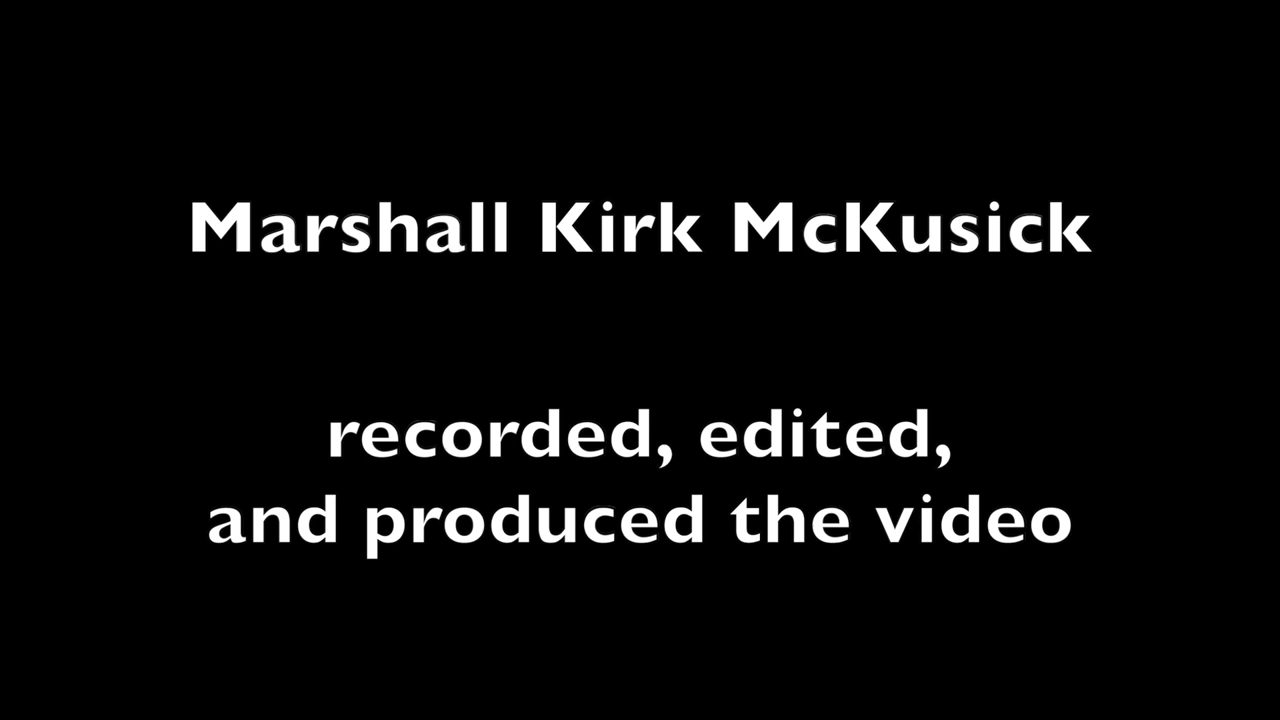 Marshall Kirk McKusick
recorded, edited,
and produced the video